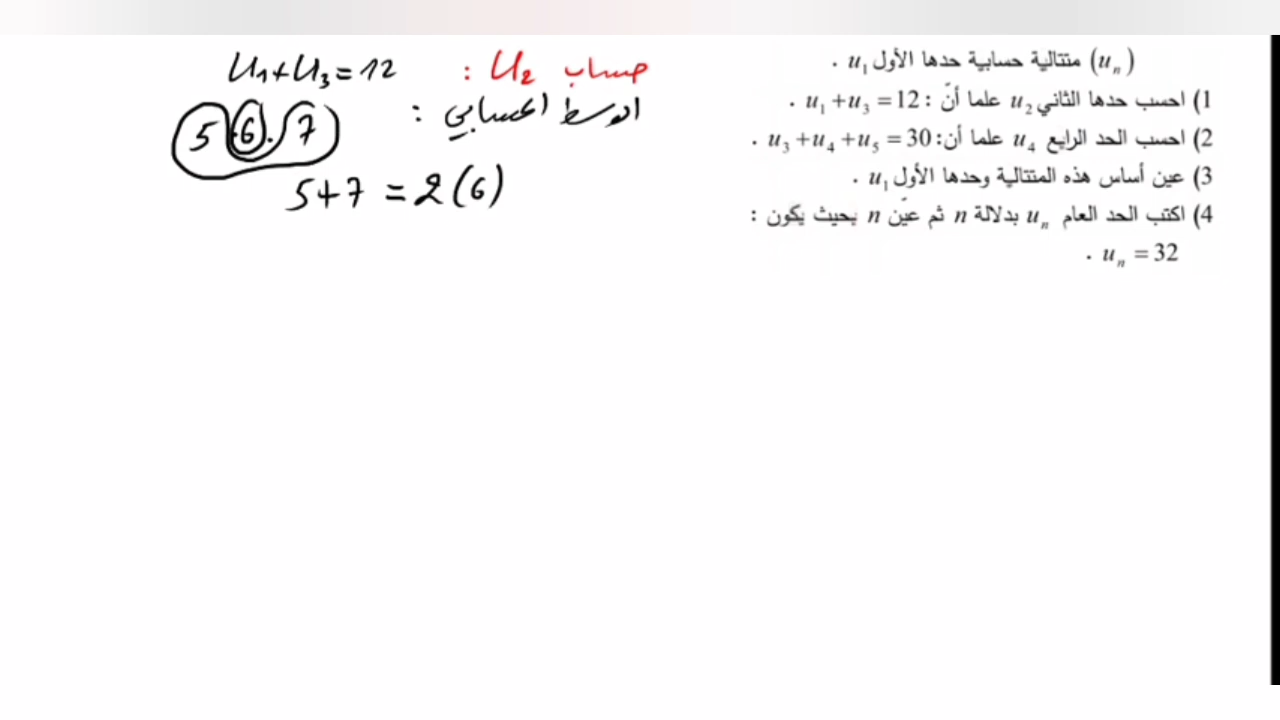 (uₙ) متتالية حسابية حدها الأول u₁ .
1) احسب حدها الثاني u₂ علما أنّ : u₁ + u₃ = 12 .
2) احسب الحد الرابع u₄ علما أن: u₃ + u₄ + u₅ = 30 .
3) عين أساس هذه المتتالية وحدها الأول u₁ .
4) اكتب الحد العام uₙ بدلالة n ثم عيّن n بحيث يكون :
uₙ = 32 .
حساب U₂ : U₁+U₃=12
الوسط الحسابي :
5 6 . 7
5+7 = 2(6)